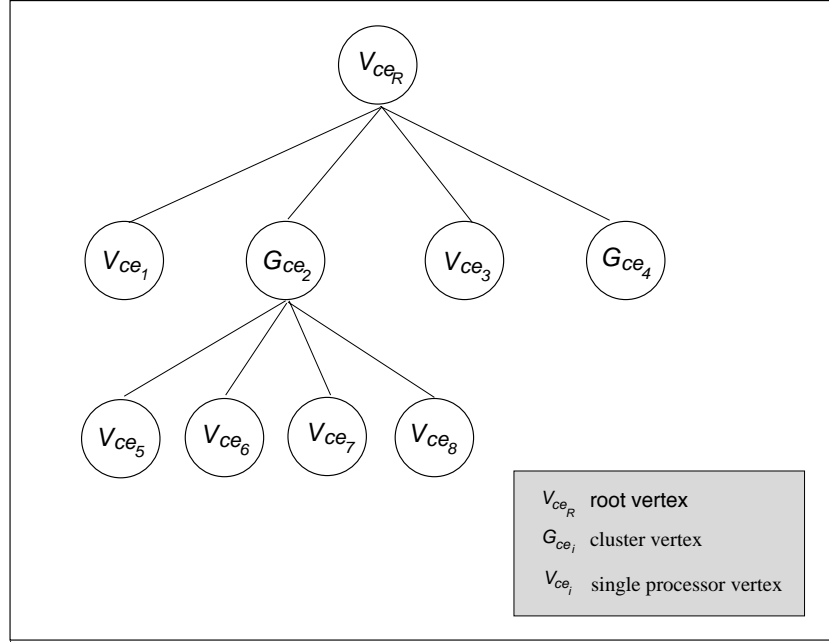 V_ce_R
V_ce_1 G_ce_2 V_ce_3 G_ce_4
V_ce_5 V_ce_6 V_ce_7 V_ce_8
V_ce_R root vertex
G_ce_i cluster vertex
V_ce_i single processor vertex